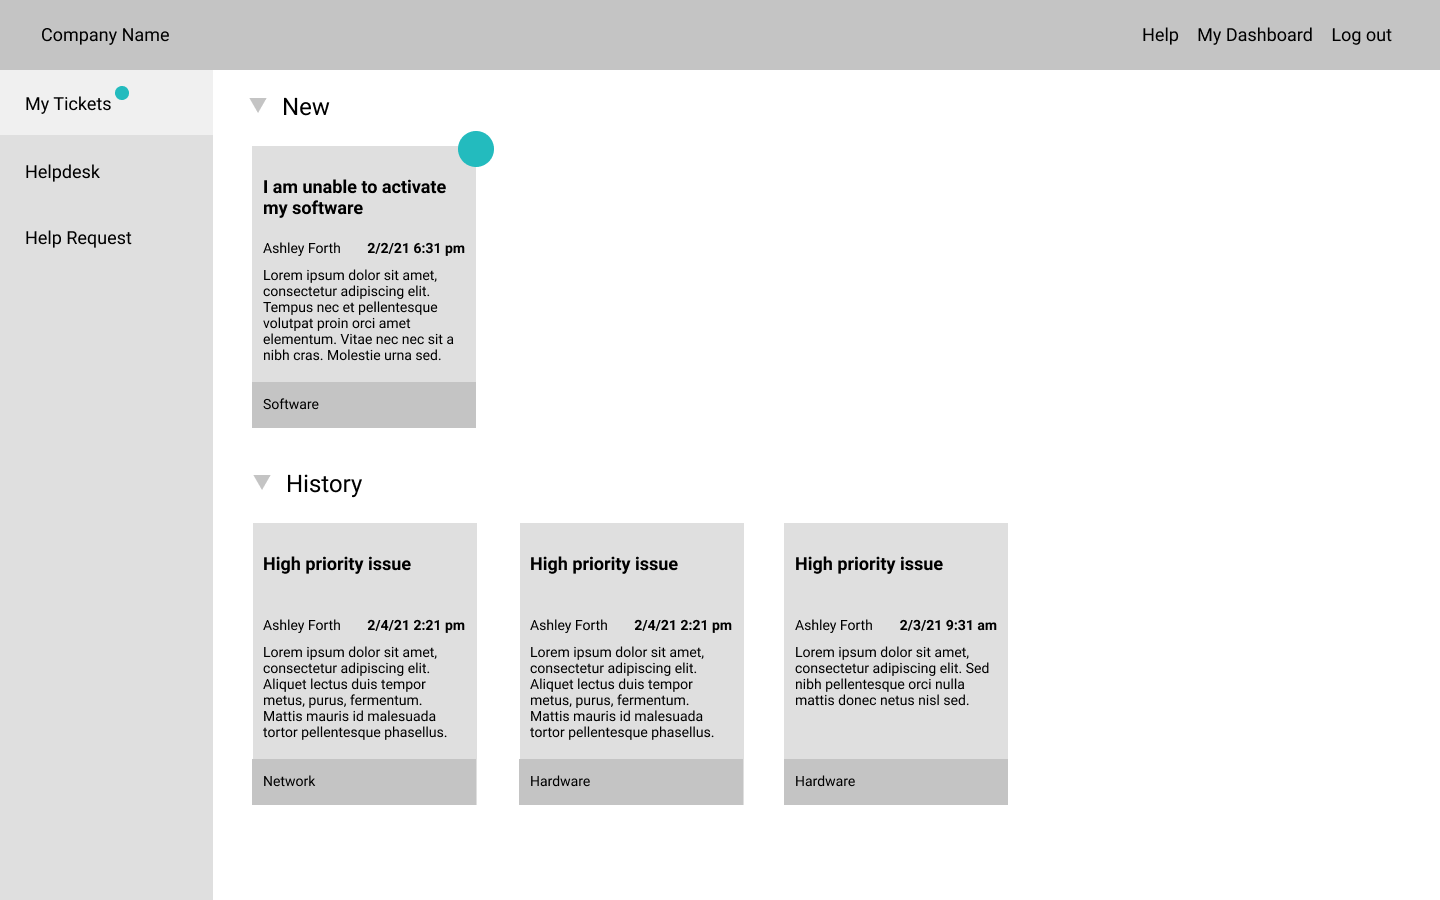 Company Name
Help My Dashboard Log out
My Tickets
Helpdesk
Help Request
New
I am unable to activate
my software
Ashley Forth 2/2/21 6:31 pm
Lorem ipsum dolor sit amet,
consectetur adipiscing elit.
Tempus nec et pellentesque
volutpat proin orci amet
elementum. Vitae nec nec sit a
nibh cras. Molestie urna sed.
Software
History
High priority issue
Ashley Forth 2/4/21 2:21 pm
Lorem ipsum dolor sit amet,
consectetur adipiscing elit.
Aliquet lectus duis tempor
metus, purus, fermentum.
Mattis mauris id malesuada
tortor pellentesque phasellus.
Network
High priority issue
Ashley Forth 2/4/21 2:21 pm
Lorem ipsum dolor sit amet,
consectetur adipiscing elit.
Aliquet lectus duis tempor
metus, purus, fermentum.
Mattis mauris id malesuada
tortor pellentesque phasellus.
Hardware
High priority issue
Ashley Forth 2/3/21 9:31 am
Lorem ipsum dolor sit amet,
consectetur adipiscing elit. Sed
nibh pellentesque orci nulla
mattis donec netus nisl sed.
Hardware